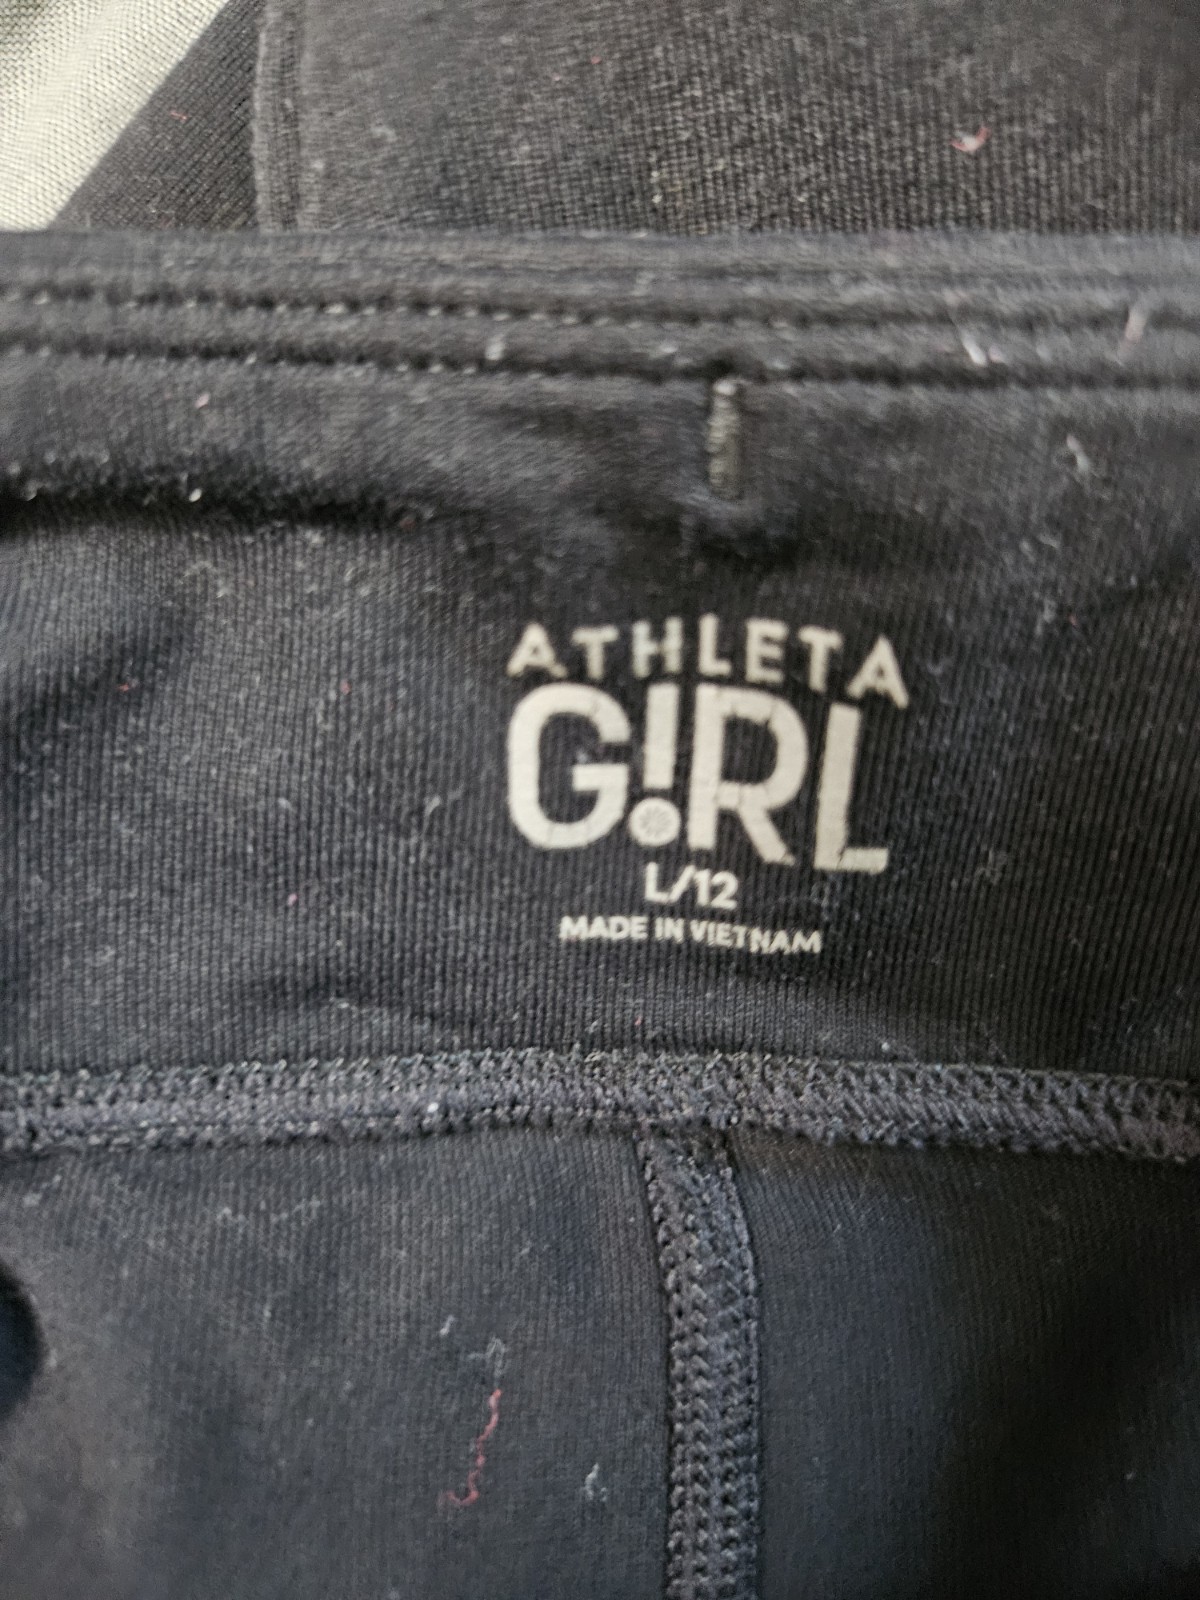 ATHLETA
G!RL
L/12
MADE IN VIETNAM